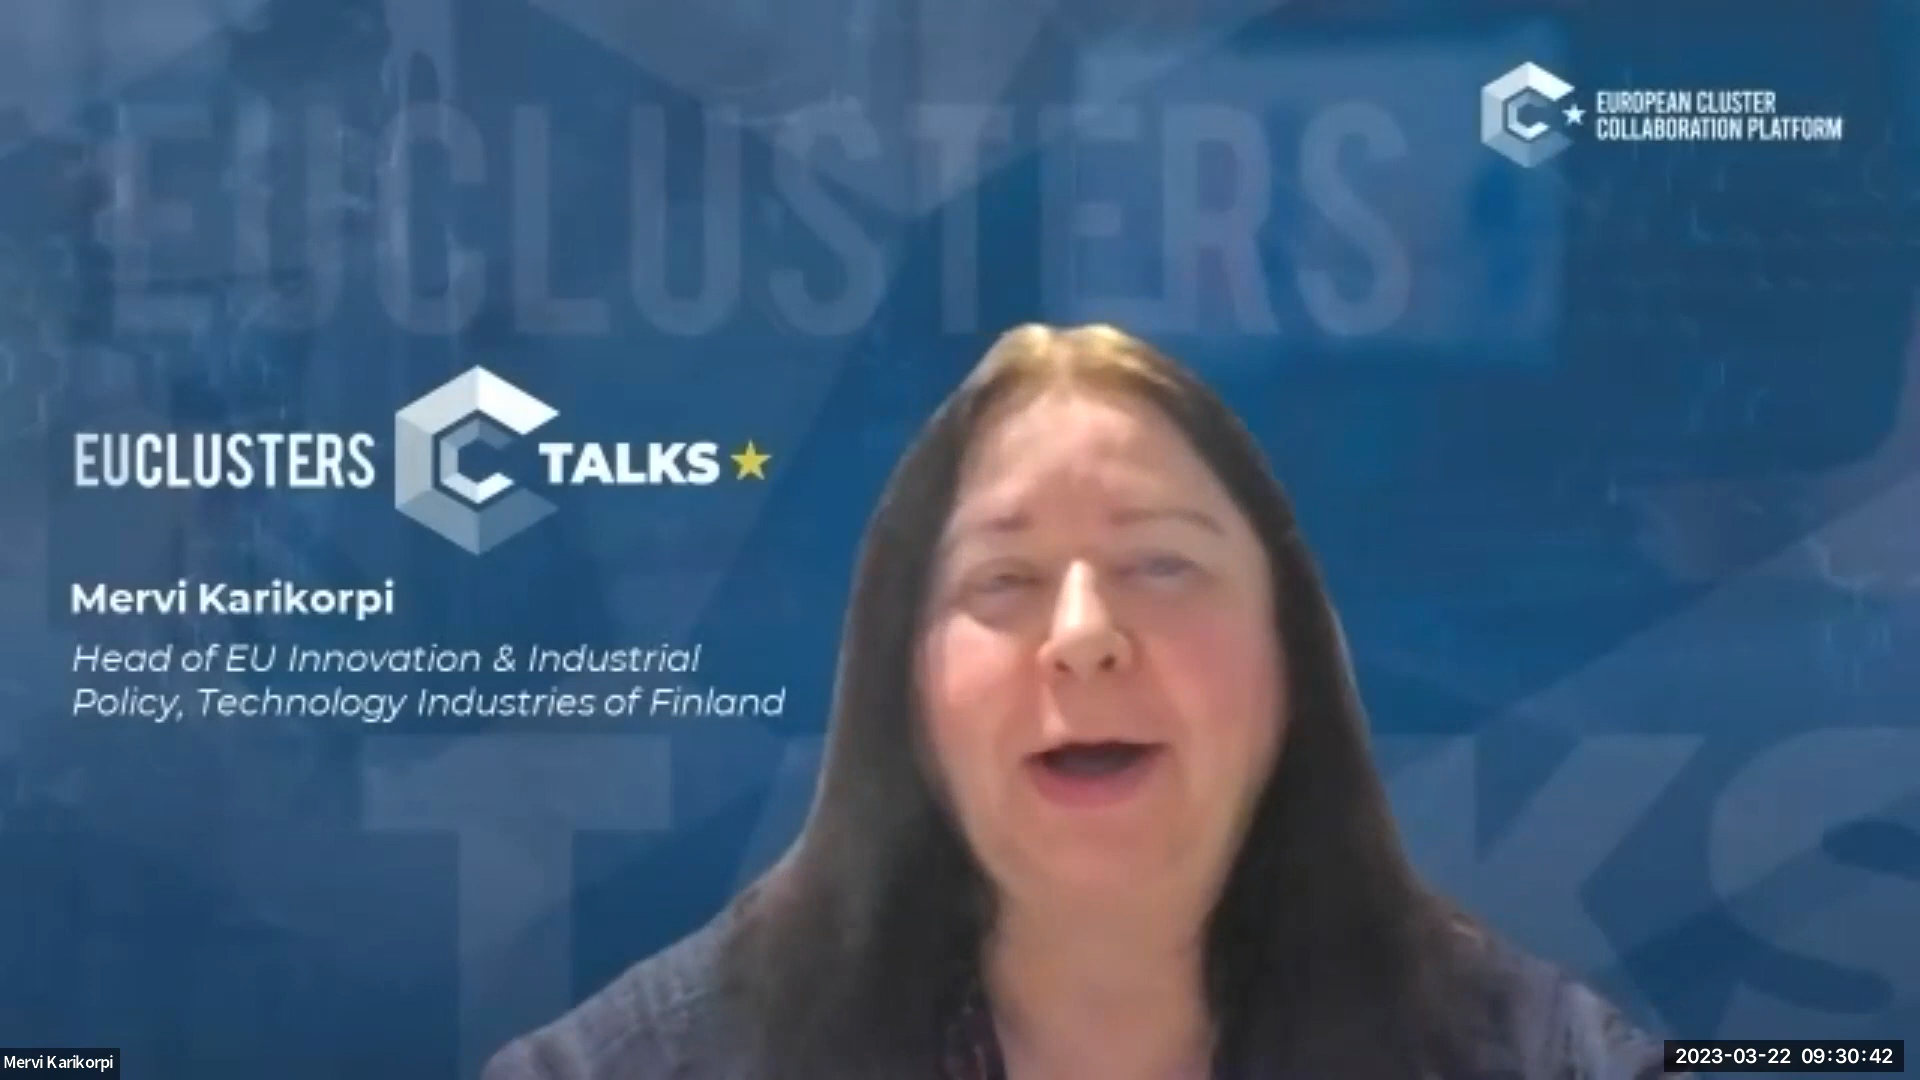 EUCLUSTERS
EUROPEAN CLUSTER
COLLABORATION PLATFORM
EUCLUSTERS TALKS
Mervi Karikorpi
Head of EU Innovation & Industrial
Policy, Technology Industries of Finland
TALKS
Mervi Karikorpi
2023-03-22 09:30:42